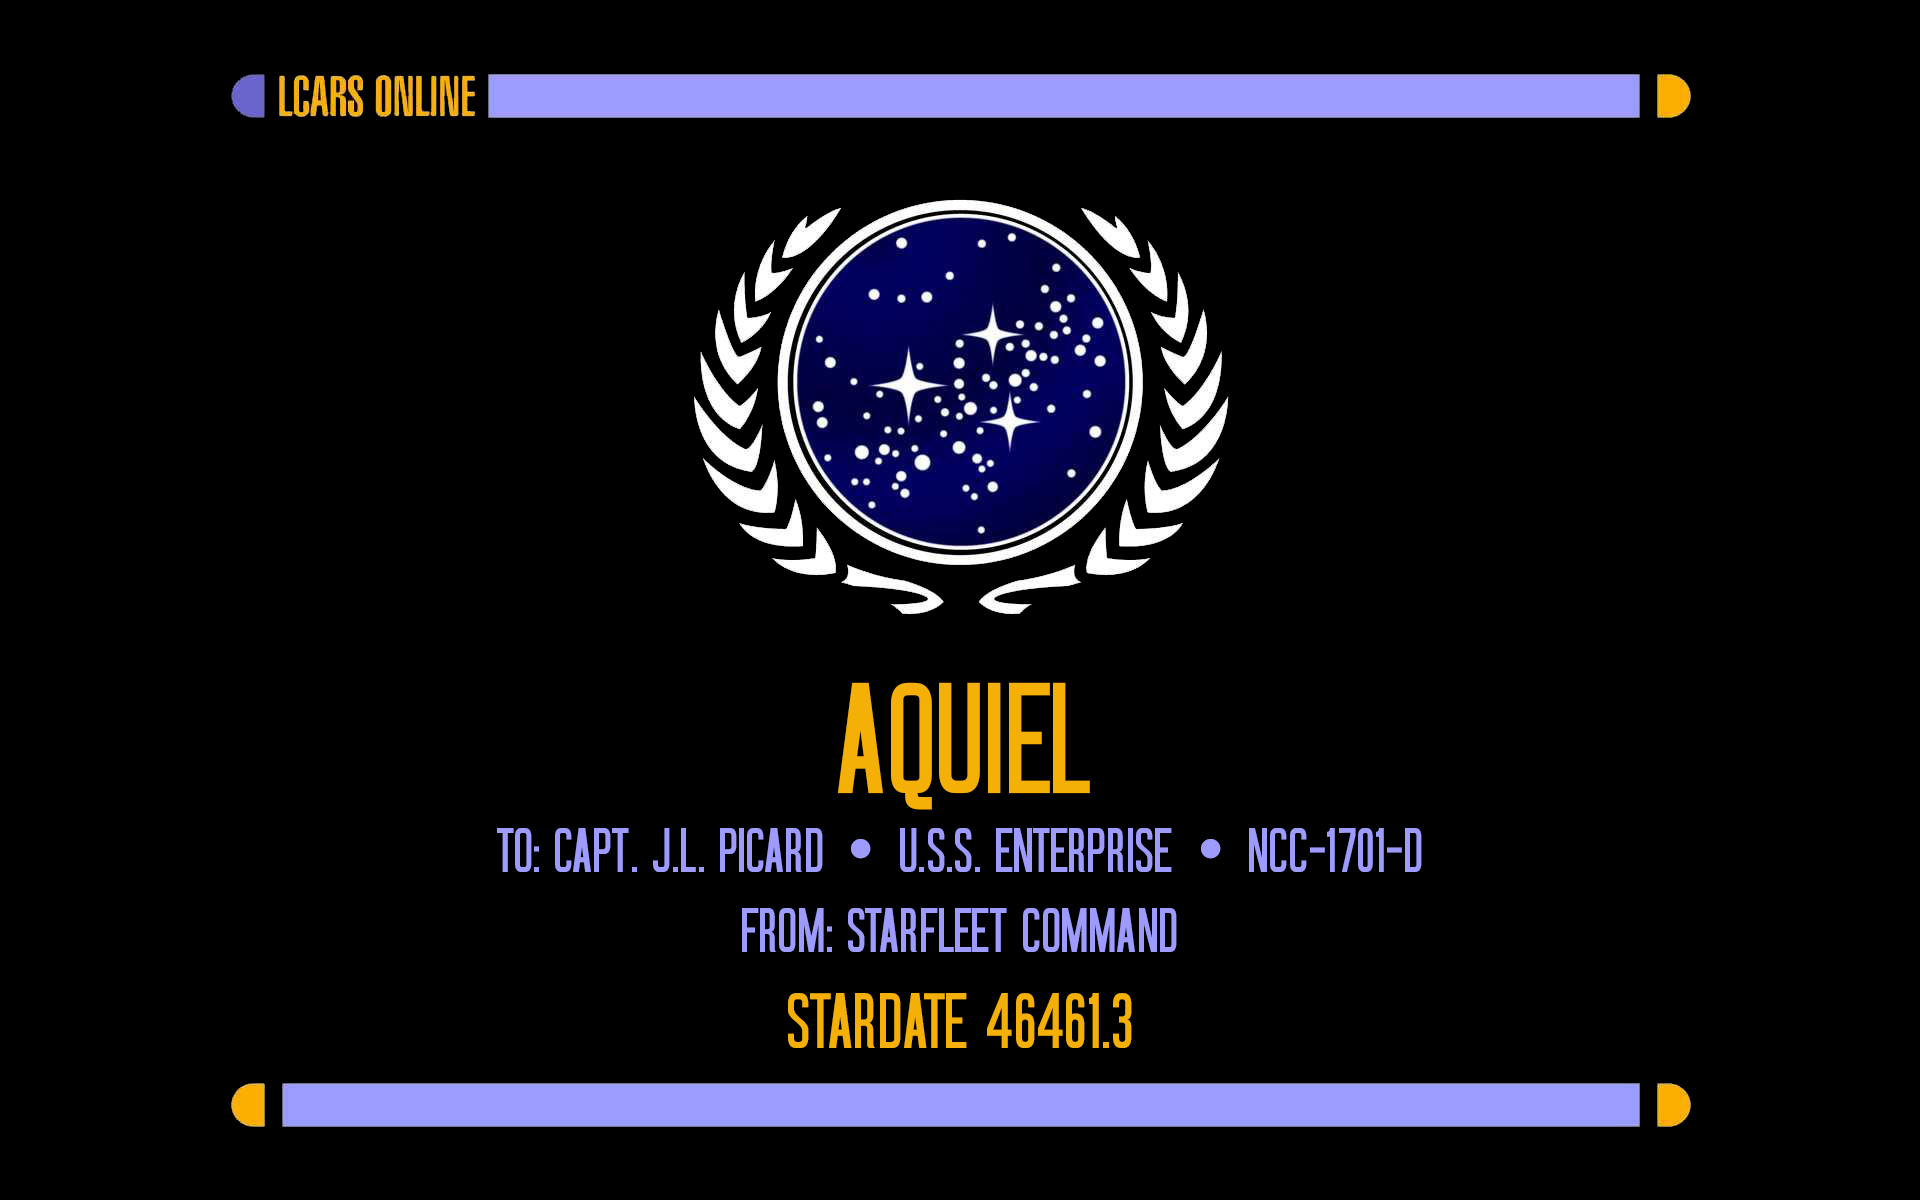 LCARS ONLINE
AQUIEL
TO: CAPT. J.L. PICARD • U.S.S. ENTERPRISE • NCC-1701-D
FROM: STARFLEET COMMAND
STARDATE 46461.3